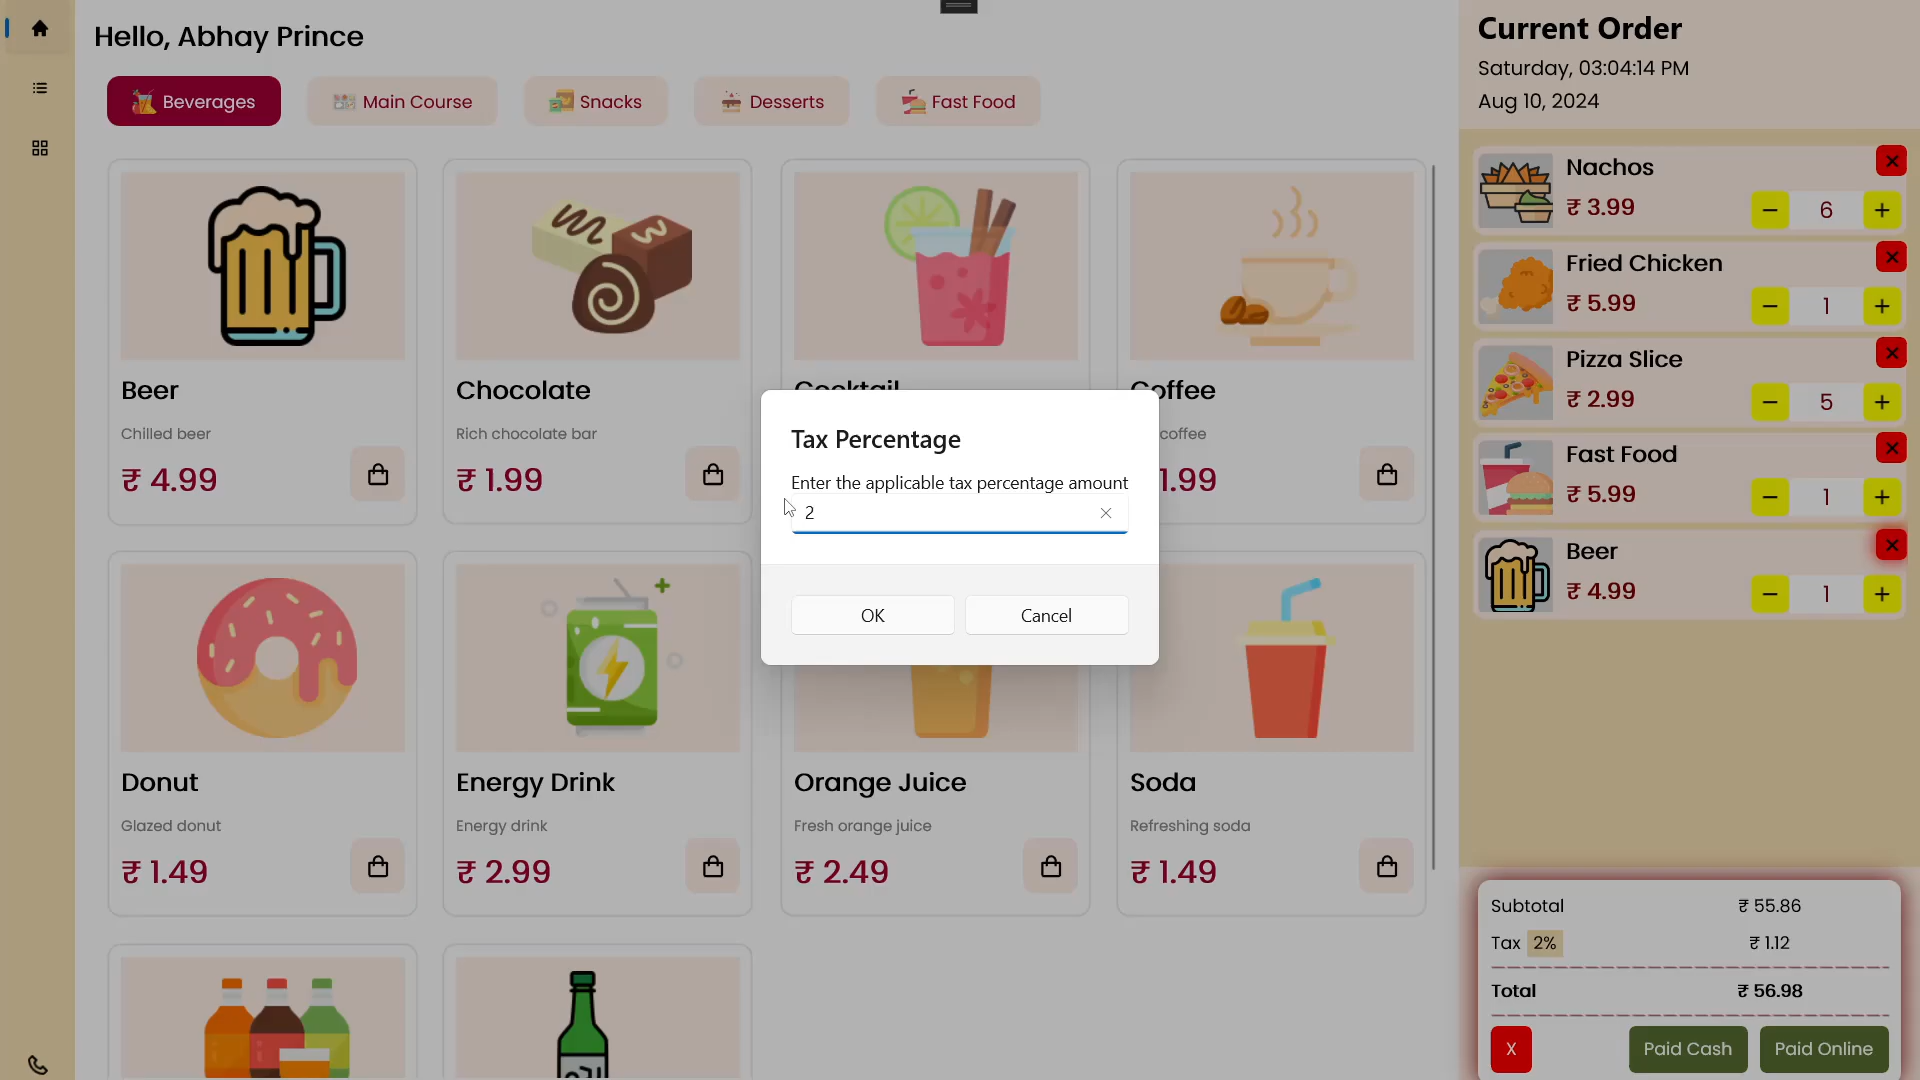 Hello, Abhay Prince
Beverages
Main Course
Snacks
Desserts
Fast Food
Beer
Chilled beer
₹ 4.99
Chocolate
Rich chocolate bar
₹ 1.99
Cocktail
Coffee
coffee
1.99
Donut
Glazed donut
₹ 1.49
Energy Drink
Energy drink
₹ 2.99
Orange Juice
Fresh orange juice
₹ 2.49
Soda
Refreshing soda
₹ 1.49
Tax Percentage
Enter the applicable tax percentage amount
2
OK
Cancel
Current Order
Saturday, 03:04:14 PM
Aug 10, 2024
Nachos
₹ 3.99
6
Fried Chicken
₹ 5.99
1
Pizza Slice
₹ 2.99
5
Fast Food
₹ 5.99
1
Beer
₹ 4.99
1
Subtotal ₹ 55.86
Tax 2% ₹ 1.12
Total ₹ 56.98
X
Paid Cash
Paid Online